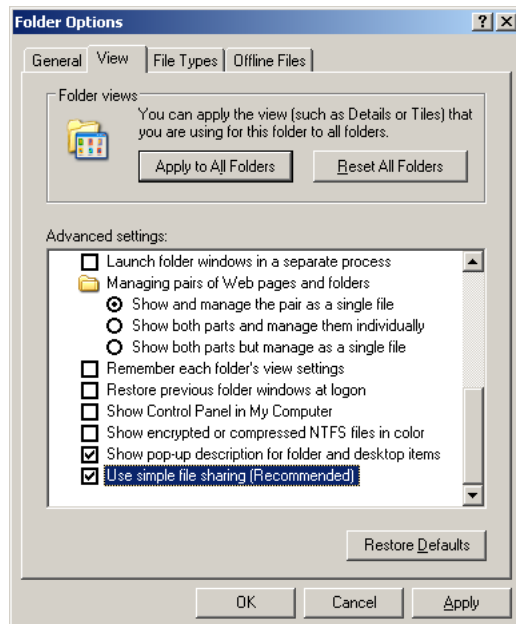 Folder Options
General View File Types Offline Files
Folder views
You can apply the view (such as Details or Tiles) that
you are using for this folder to all folders.
Apply to All Folders Reset All Folders
Advanced settings:
Launch folder windows in a separate process
Managing pairs of Web pages and folders
Show and manage the pair as a single file
Show both parts and manage them individually
Show both parts but manage as a single file
Remember each folder's view settings
Restore previous folder windows at logon
Show Control Panel in My Computer
Show encrypted or compressed NTFS files in color
Show pop-up description for folder and desktop items
Use simple file sharing (Recommended)
Restore Defaults
OK Cancel Apply